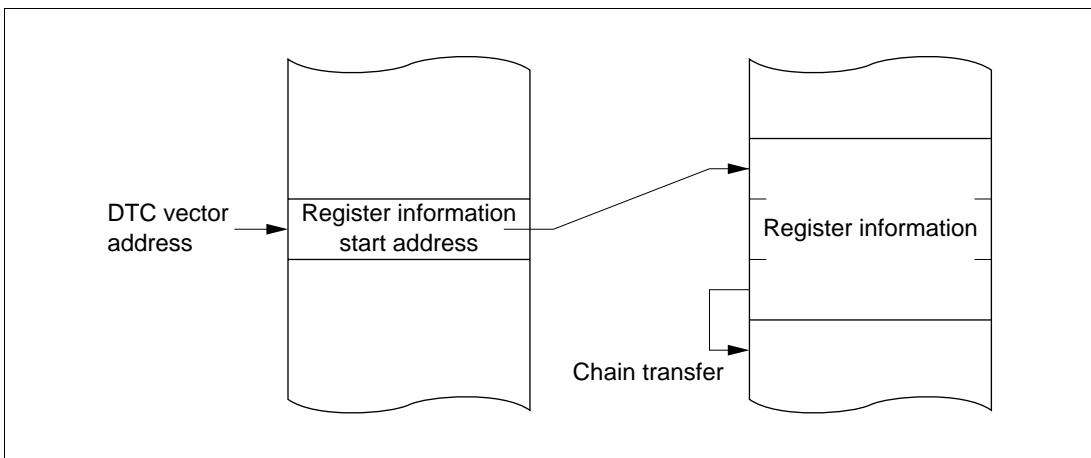 DTC vector
address
Register information
start address
Register information
Chain transfer